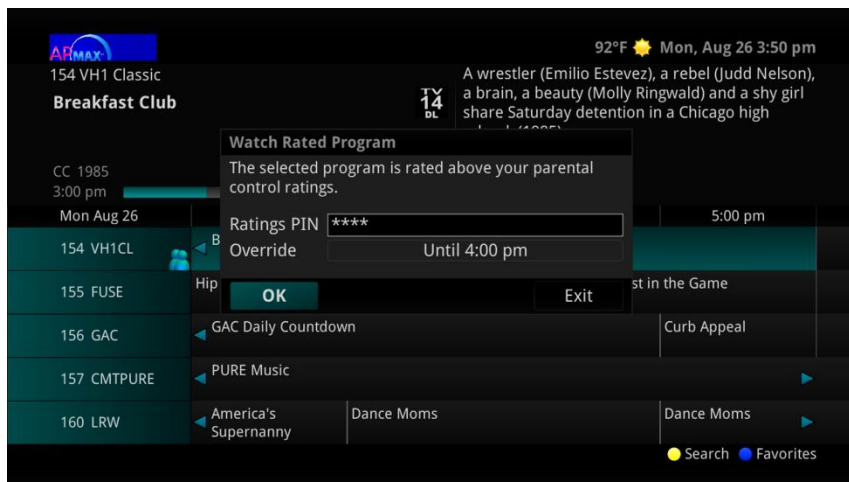 APMAX
92°F Mon, Aug 26 3:50 pm
154 VH1 Classic
Breakfast Club
TV
14
DL
A wrestler (Emilio Estevez), a rebel (Judd Nelson),
a brain, a beauty (Molly Ringwald) and a shy girl
share Saturday detention in a Chicago high
CC 1985
3:00 pm
Watch Rated Program
The selected program is rated above your parental
control ratings.
Ratings PIN ****
Override Until 4:00 pm
OK Exit
Mon Aug 26 5:00 pm
154 VH1CL B
155 FUSE Hip st in the Game
156 GAC GAC Daily Countdown Curb Appeal
157 CMTPURE PURE Music
160 LRW America's Supernanny Dance Moms Dance Moms
Search Favorites